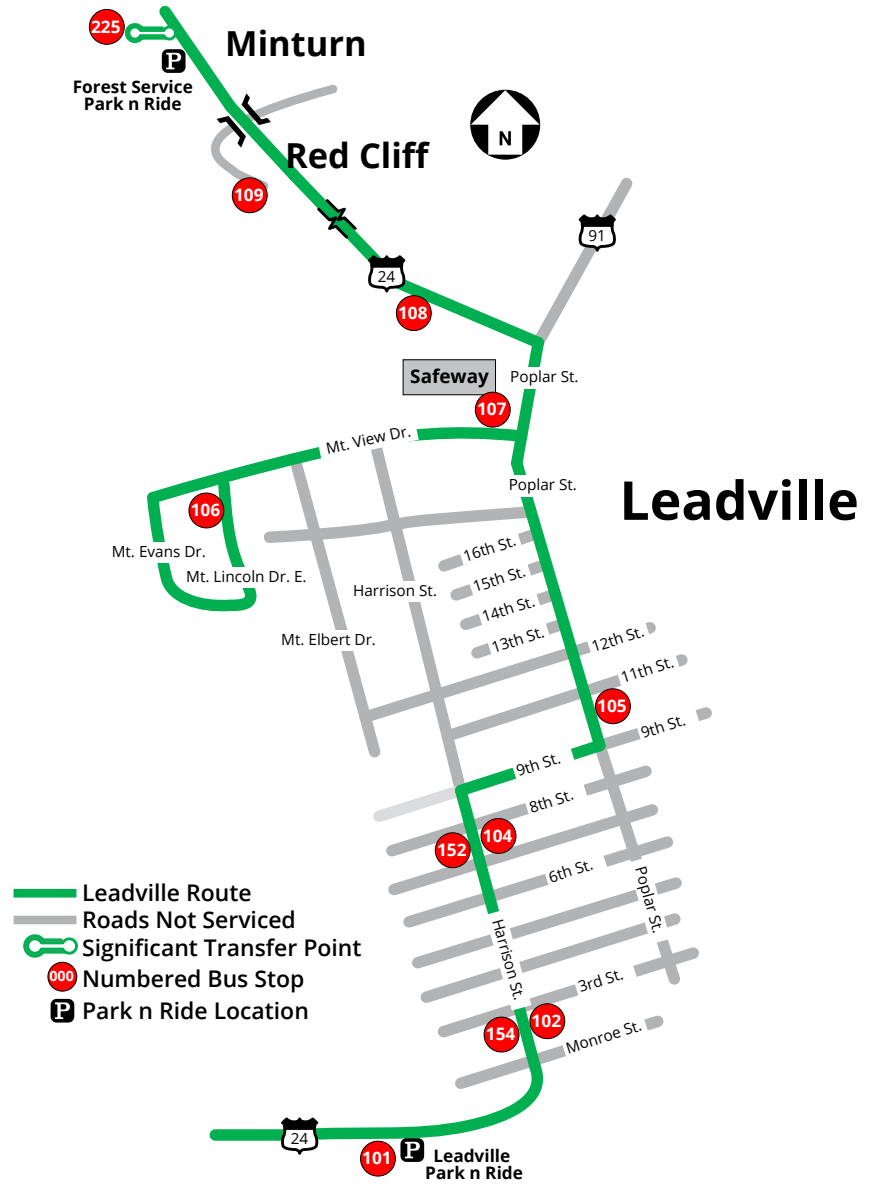 225
Minturn
P
Forest Service
Park n Ride
N
Red Cliff
109
91
24
108
Safeway
Poplar St.
107
Mt. View Dr.
Poplar St.
Leadville
106
16th St.
Mt. Evans Dr.
15th St.
Mt. Lincoln Dr. E.
Harrison St.
14th St.
13th St.
12th St.
Mt. Elbert Dr.
11th St.
105
9th St.
9th St.
8th St.
104
152
6th St.
Poplar St.
Leadville Route
Roads Not Serviced
Significant Transfer Point
000 Numbered Bus Stop
P Park n Ride Location
Harrison St.
3rd St.
102
154
Monroe St.
24
101
P
Leadville
Park n Ride